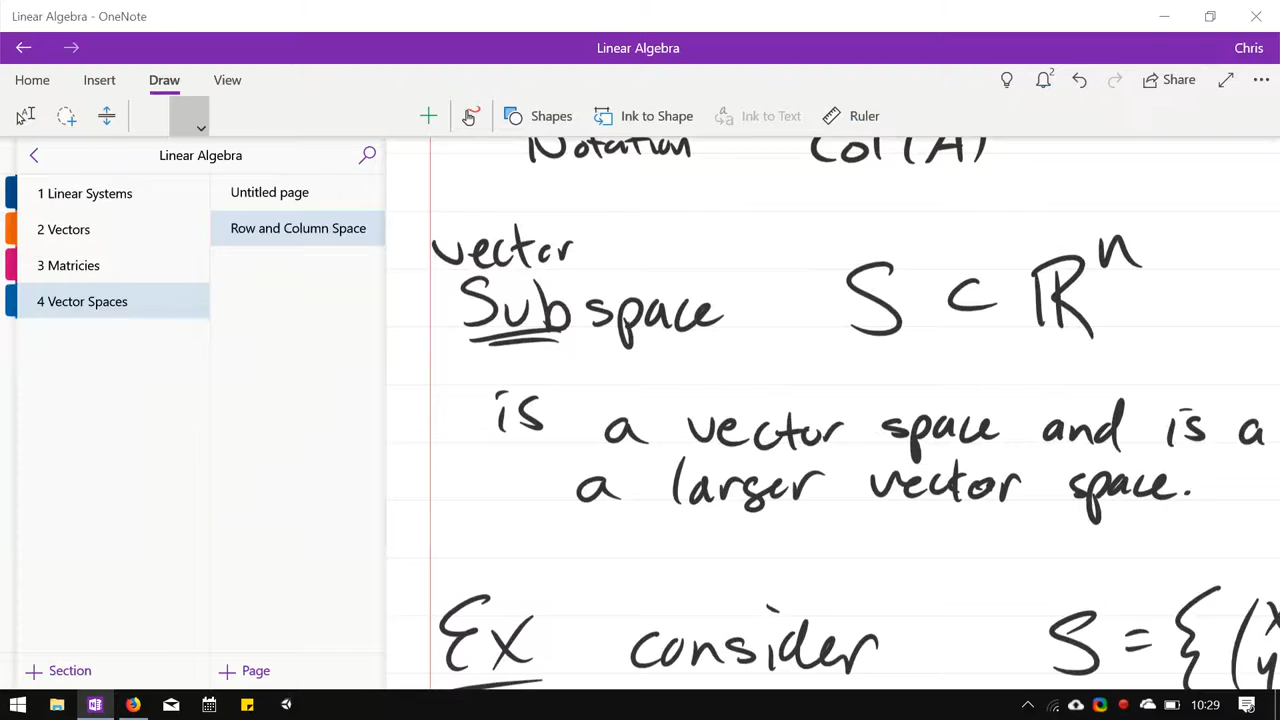 Linear Algebra - OneNote
Linear Algebra
Chris
Home Insert Draw View
2
Share
Shapes Ink to Shape Ink to Text Ruler
Linear Algebra
1 Linear Systems
2 Vectors
3 Matricies
4 Vector Spaces
Untitled page
Row and Column Space
Notation Col(A)
vector
Subspace S ⊂ ℝⁿ
is a vector space and is a
a larger vector space.
Ex consider S = { (x
y
Section
Page
10:29